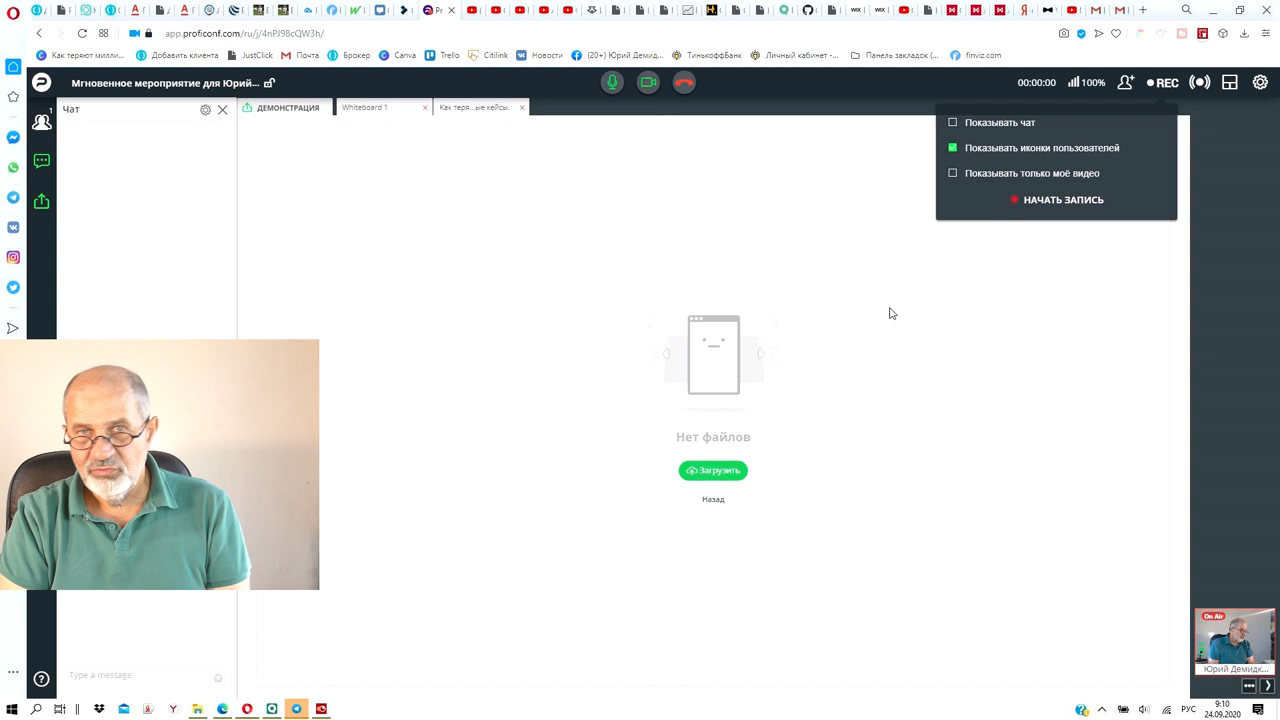 app.proficonf.com/ru/j/4nPJ98cQW3h/
Как теряют милли...
Добавить клиента
JustClick
Почта
Брокер
Canva
Trello
Citilink
Новости
(20+) Юрий Демид...
ТинькоффБанк
Личный кабинет -...
Панель закладок (...
finviz.com
Мгновенное мероприятие для Юрий...
00:00:00
100%
REC
1
Чат
ДЕМОНСТРАЦИЯ
Whiteboard 1
Как теря...ые кейсы.
Показывать чат
Показывать иконки пользователей
Показывать только моё видео
НАЧАТЬ ЗАПИСЬ
Нет файлов
Загрузить
Назад
On Air
Юрий Демидк...
Type a message
РУС
9:10
24.09.2020